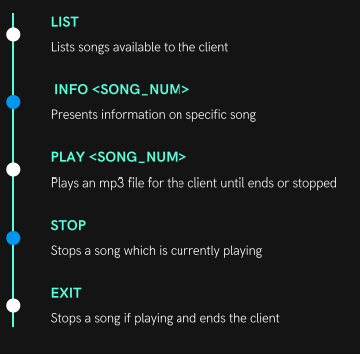 LIST
Lists songs available to the client
INFO <SONG_NUM>
Presents information on specific song
PLAY <SONG_NUM>
Plays an mp3 file for the client until ends or stopped
STOP
Stops a song which is currently playing
EXIT
Stops a song if playing and ends the client